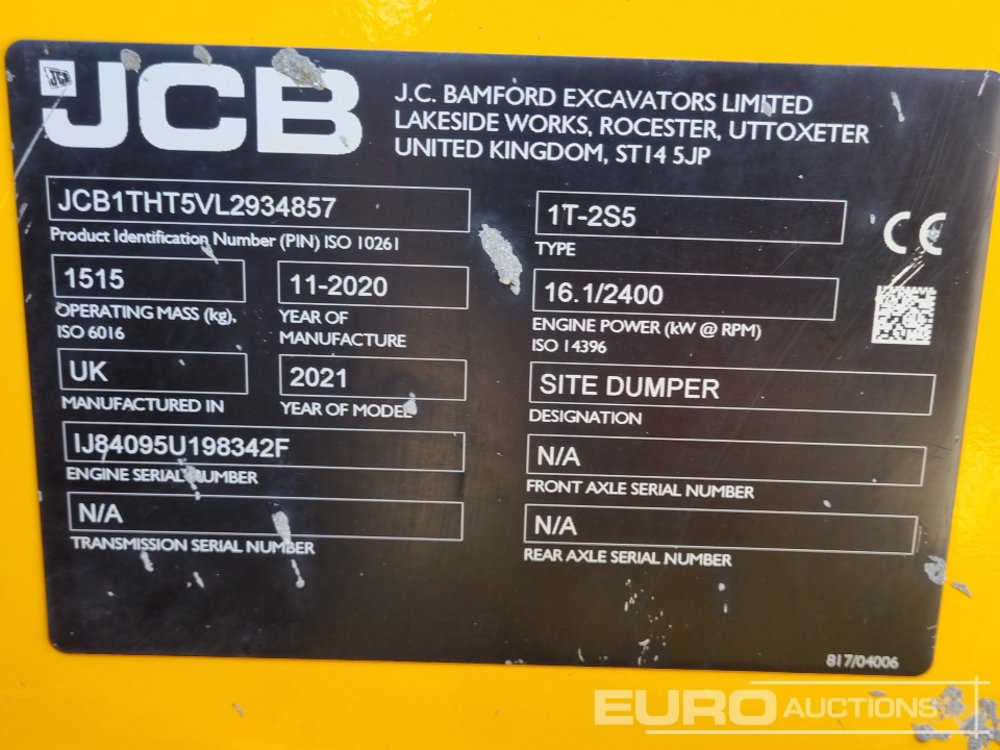 JCB
JCB
J.C. BAMFORD EXCAVATORS LIMITED
LAKESIDE WORKS, ROCESTER, UTTOXETER
UNITED KINGDOM, ST14 5JP
JCB1THT5VL2934857
Product Identification Number (PIN) ISO 10261
1515
OPERATING MASS (kg),
ISO 6016
11-2020
YEAR OF
MANUFACTURE
UK
MANUFACTURED IN
2021
YEAR OF MODEL
IJ84095U198342F
ENGINE SERIAL NUMBER
N/A
TRANSMISSION SERIAL NUMBER
1T-2S5
TYPE
CE
16.1/2400
ENGINE POWER (kW @ RPM)
ISO 14396
SITE DUMPER
DESIGNATION
N/A
FRONT AXLE SERIAL NUMBER
N/A
REAR AXLE SERIAL NUMBER
817/04006
EURO AUCTIONS